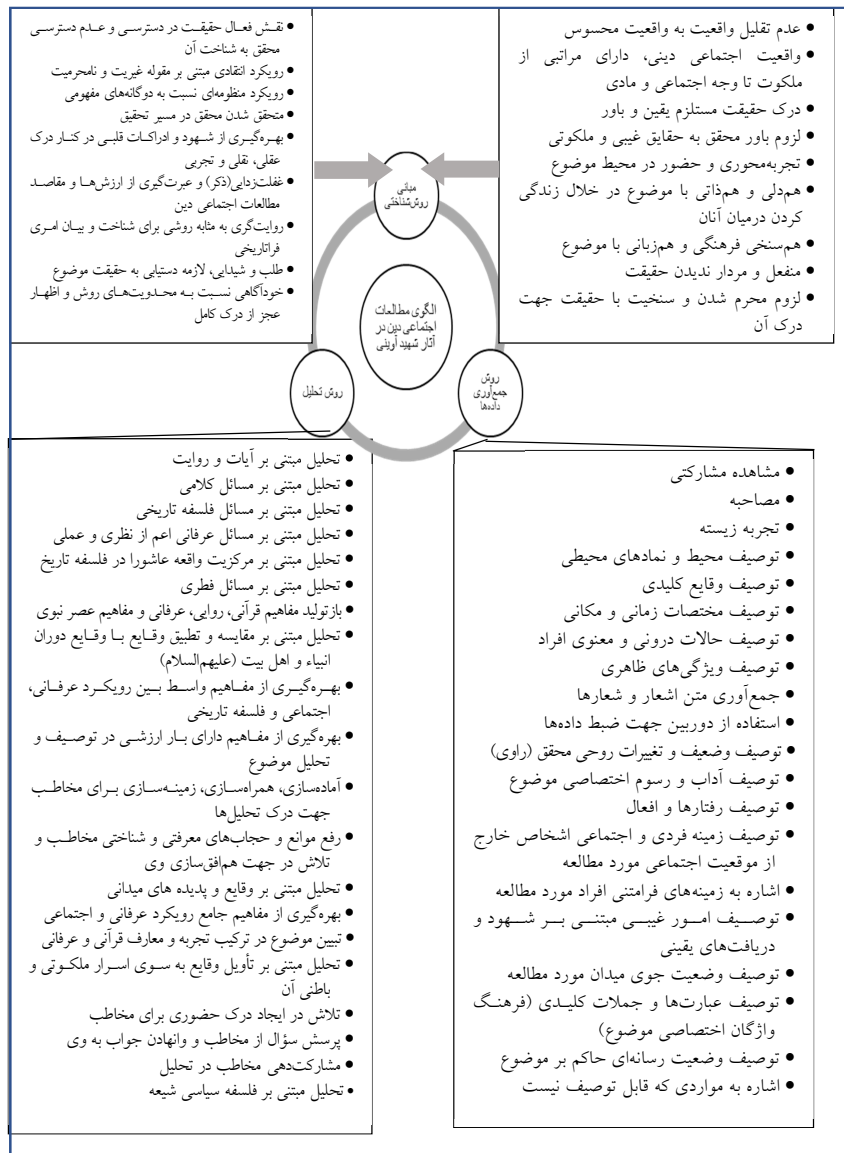 • عدم تقلیل واقعیت به واقعیت محسوس
• واقعیت اجتماعی دینی، دارای مراتبی از
ملکوت تا وجه اجتماعی و مادی
• درک حقیقت مستلزم یقین و باور
• لزوم باور محقق به حقایق غیبی و ملکوتی
• تجربه‌محوری و حضور در محیط موضوع
• هم‌دلی و هم‌ذاتی با موضوع در خلال زندگی
کردن درمیان آنان
• هم‌سنخی فرهنگی و هم‌زبانی با موضوع
• منفعل و مردار ندیدن حقیقت
• لزوم محرم شدن و سنخیت با حقیقت جهت
درک آن
• نقش فعال حقیقت در دسترسی و عدم دسترسی
محقق به شناخت آن
• رویکرد انتقادی مبتنی بر مقوله غیریت و نامحرمیت
• رویکرد منظومه‌ای نسبت به دوگانه‌های مفهومی
• متحقق شدن محقق در مسیر تحقیق
• بهره‌گیری از شهود و ادراکات قلبی در کنار درک
عقلی، نقلی و تجربی
• غفلت‌زدایی(ذکر) و عبرت‌گیری از ارزش‌ها و مقاصد
مطالعات اجتماعی دین
• روایت‌گری به مثابه روشی برای شناخت و بیان امری
فراتاریخی
• طلب و شیدایی، لازمه دستیابی به حقیقت موضوع
• خودآگاهی نسبت به محدویت‌های روش و اظهار
عجز از درک کامل
مبانی
روش‌شناختی
الگوی مطالعات
اجتماعی دین در
آثار شهید آوینی
روش
جمع‌آوری
داده‌ها
روش تحلیل
• مشاهده مشارکتی
• مصاحبه
• تجربه زیسته
• توصیف محیط و نمادهای محیطی
• توصیف وقایع کلیدی
• توصیف مختصات زمانی و مکانی
• توصیف حالات درونی و معنوی افراد
• توصیف ویژگی‌های ظاهری
• جمع‌آوری متن اشعار و شعارها
• استفاده از دوربین جهت ضبط داده‌ها
• توصیف وضعیف و تغییرات روحی محقق (راوی)
• توصیف آداب و رسوم اختصاصی موضوع
• توصیف رفتارها و افعال
• توصیف زمینه فردی و اجتماعی اشخاص خارج
از موقعیت اجتماعی مورد مطالعه
• اشاره به زمینه‌های فرامتنی افراد مورد مطالعه
• توصیف امور غیبی مبتنی بر شهود و
دریافت‌های یقینی
• توصیف وضعیت جوی میدان مورد مطالعه
• توصیف عبارت‌ها و جملات کلیدی (فرهنگ
واژگان اختصاصی موضوع)
• توصیف وضعیت رسانه‌ای حاکم بر موضوع
• اشاره به مواردی که قابل توصیف نیست
• تحلیل مبتنی بر آیات و روایت
• تحلیل مبتنی بر مسائل کلامی
• تحلیل مبتنی بر مسائل فلسفه تاریخی
• تحلیل مبتنی بر مسائل عرفانی اعم از نظری و عملی
• تحلیل مبتنی بر مرکزیت واقعه عاشورا در فلسفه تاریخ
• تحلیل مبتنی بر مسائل فطری
• بازتولید مفاهیم قرآنی، روایی، عرفانی و مفاهیم عصر نبوی
• تحلیل مبتنی بر مقایسه و تطبیق وقایع با وقایع دوران
انبیاء و اهل بیت (علیهم‌السلام)
• بهره‌گیری از مفاهیم واسط بین رویکرد عرفانی،
اجتماعی و فلسفه تاریخی
• بهره‌گیری از مفاهیم دارای بار ارزشی در توصیف و
تحلیل موضوع
• آماده‌سازی، همراه‌سازی، زمینه‌سازی برای مخاطب
جهت درک تحلیل‌ها
• رفع موانع و حجاب‌های معرفتی و شناختی مخاطب و
تلاش در جهت هم‌افق‌سازی وی
• تحلیل مبتنی بر وقایع و پدیده های میدانی
• بهره‌گیری از مفاهیم جامع رویکرد عرفانی و اجتماعی
• تبیین موضوع در ترکیب تجربه و معارف قرآنی و عرفانی
• تحلیل مبتنی بر تأویل وقایع به سوی اسرار ملکوتی و
باطنی آن
• تلاش در ایجاد درک حضوری برای مخاطب
• پرسش سؤال از مخاطب و وانهادن جواب به وی
• مشارکت‌دهی مخاطب در تحلیل
• تحلیل مبتنی بر فلسفه سیاسی شیعه